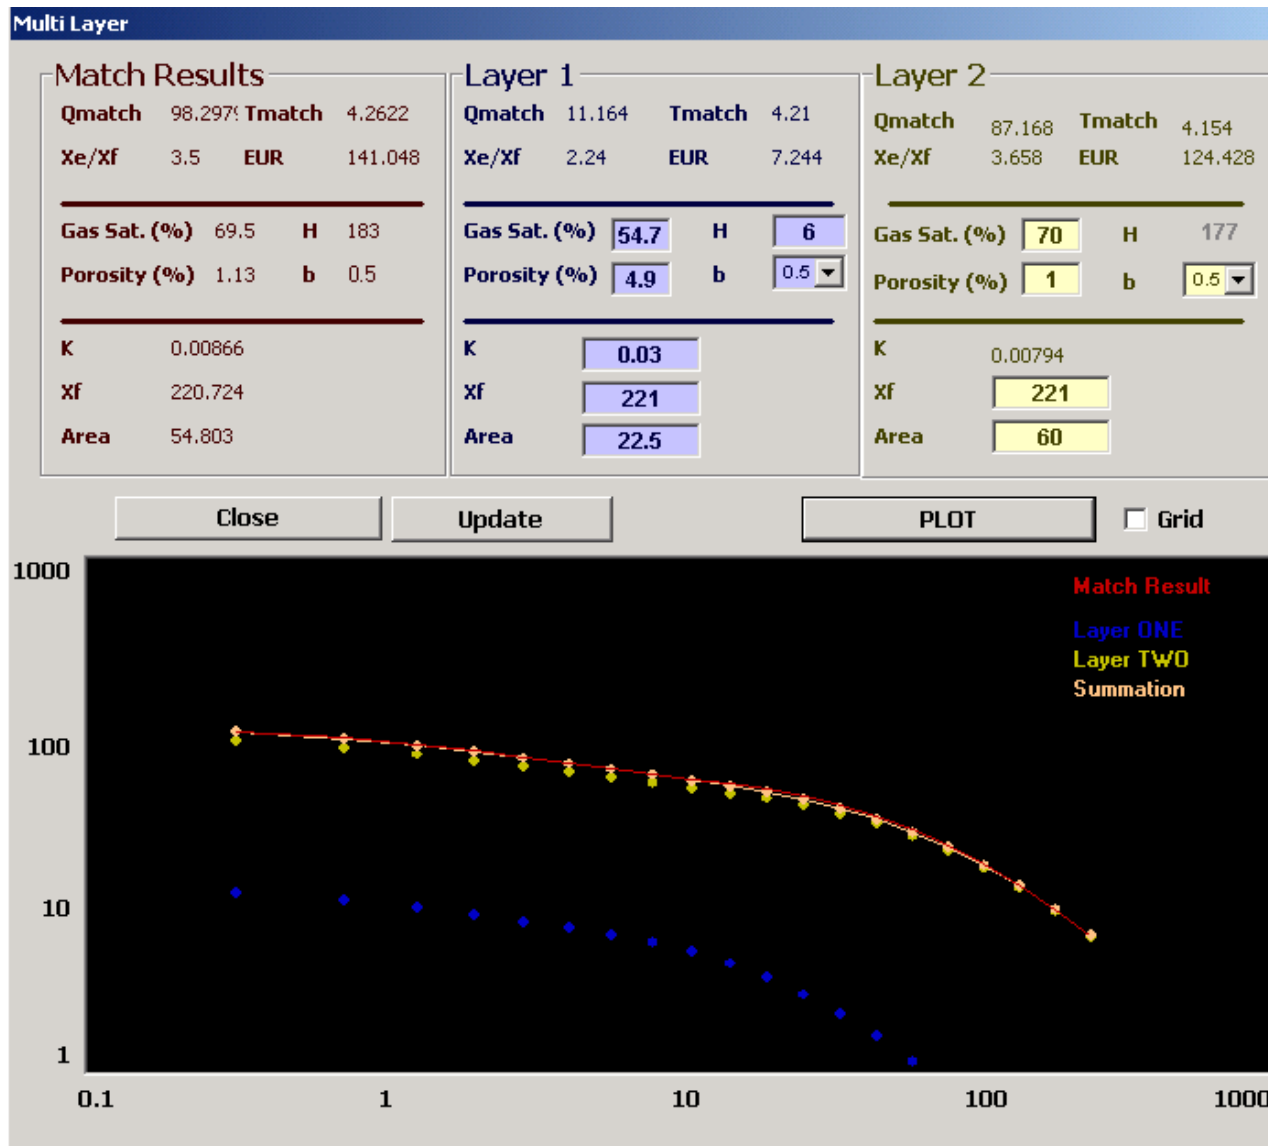 Multi Layer
Match Results
Qmatch 98.2979 Tmatch 4.2622
Xe/Xf 3.5 EUR 141.048
Gas Sat. (%) 69.5 H 183
Porosity (%) 1.13 b 0.5
K 0.00866
Xf 220.724
Area 54.803
Layer 1
Qmatch 11.164 Tmatch 4.21
Xe/Xf 2.24 EUR 7.244
Gas Sat. (%) 54.7 H 6
Porosity (%) 4.9 b 0.5
K 0.03
Xf 221
Area 22.5
Layer 2
Qmatch 87.168 Tmatch 4.154
Xe/Xf 3.658 EUR 124.428
Gas Sat. (%) 70 H 177
Porosity (%) 1 b 0.5
K 0.00794
Xf 221
Area 60
Close Update PLOT Grid
1000
100
10
1
Match Result
Layer ONE
Layer TWO
Summation
0.1 1 10 100 1000